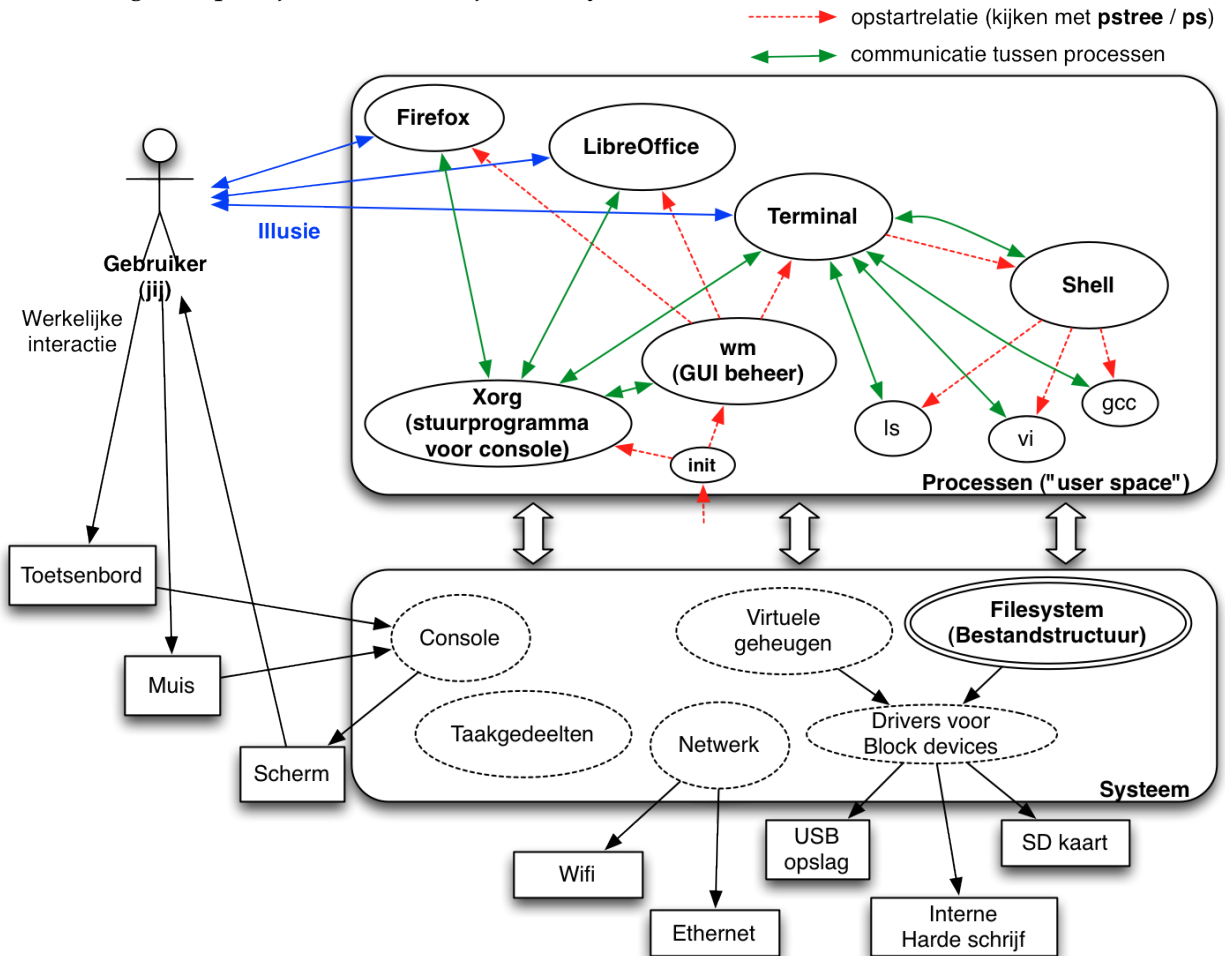 opstartrelatie (kijken met pstree / ps)
communicatie tussen processen
Firefox
LibreOffice
Terminal
Shell
Illusie
Gebruiker
(jij)
Werkelijke
interactie
wm
(GUI beheer)
Xorg
(stuurprogramma
voor console)
init
ls
vi
gcc
Processen ("user space")
Toetsenbord
Muis
Scherm
Console
Virtuele
geheugen
Filesystem
(Bestandstructuur)
Taakgedeelten
Netwerk
Drivers voor
Block devices
Systeem
Wifi
Ethernet
USB
opslag
Interne
Harde schrijf
SD kaart